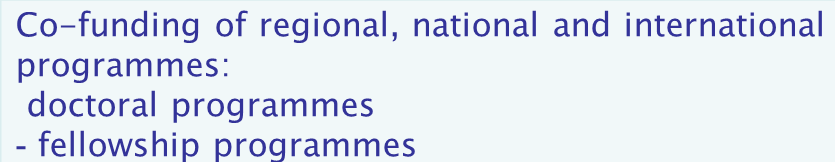 Co-funding of regional, national and international
programmes:
doctoral programmes
- fellowship programmes